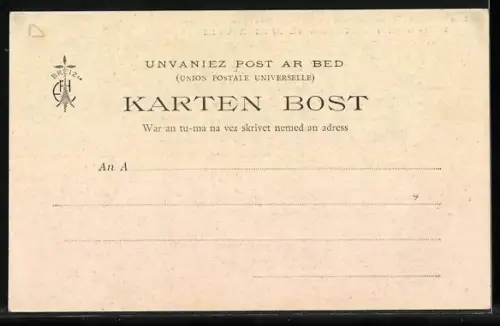 BREIZ
UNVANIEZ POST AR BED
(UNION POSTALE UNIVERSELLE)
KARTEN BOST
War an tu-ma na vez skrivet nemed an adress
An A